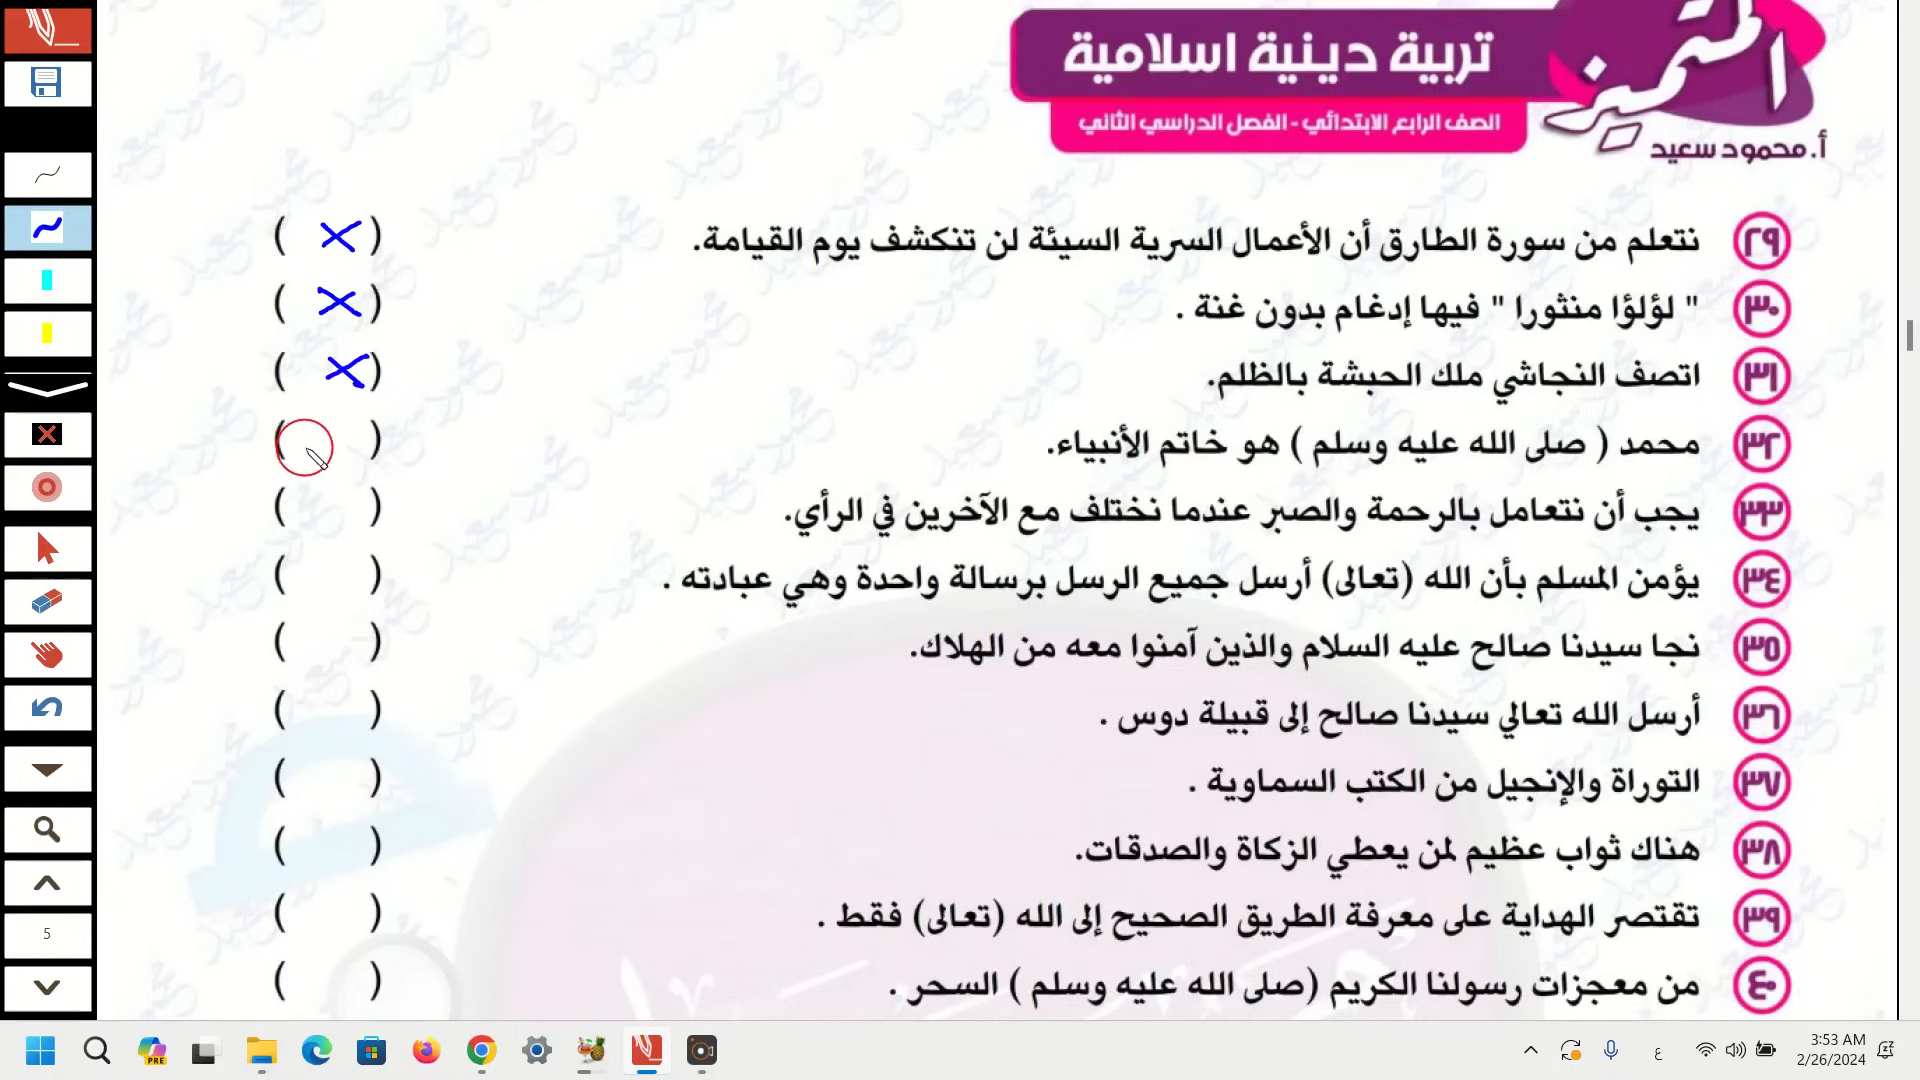 المتميز
تربية دينية اسلامية
الصف الرابع الابتدائي - الفصل الدراسي الثاني
أ. محمود سعيد
٢٩ نتعلم من سورة الطارق أن الأعمال السرية السيئة لن تنكشف يوم القيامة. ( × )
٣٠ " لؤلؤا منثورا " فيها إدغام بدون غنة . ( × )
٣١ اتصف النجاشي ملك الحبشة بالظلم. ( × )
٣٢ محمد ( صلى الله عليه وسلم ) هو خاتم الأنبياء. ( )
٣٣ يجب أن نتعامل بالرحمة والصبر عندما نختلف مع الآخرين في الرأي. ( )
٣٤ يؤمن المسلم بأن الله (تعالى) أرسل جميع الرسل برسالة واحدة وهي عبادته . ( )
٣٥ نجا سيدنا صالح عليه السلام والذين آمنوا معه من الهلاك. ( )
٣٦ أرسل الله تعالي سيدنا صالح إلى قبيلة دوس . ( )
٣٧ التوراة والإنجيل من الكتب السماوية . ( )
٣٨ هناك ثواب عظيم لمن يعطي الزكاة والصدقات. ( )
٣٩ تقتصر الهداية على معرفة الطريق الصحيح إلى الله (تعالى) فقط . ( )
٤٠ من معجزات رسولنا الكريم (صلى الله عليه وسلم ) السحر . ( )
5
PRE
ع
3:53 AM
2/26/2024